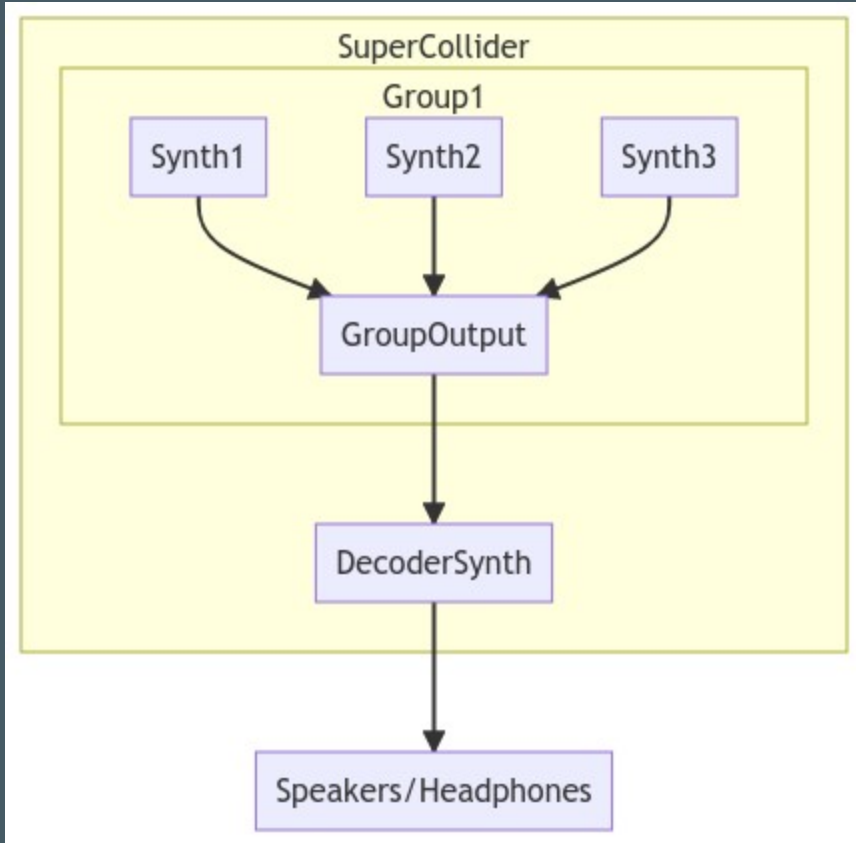 SuperCollider
Group1
Synth1 Synth2 Synth3
GroupOutput
DecoderSynth
Speakers/Headphones